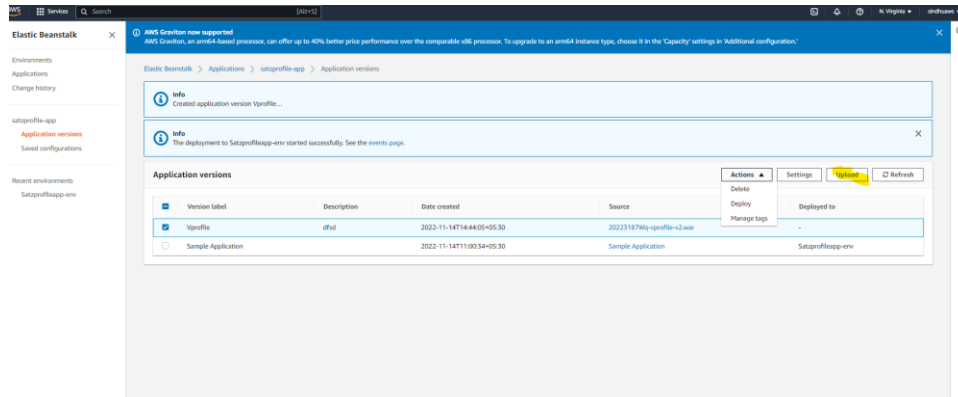 aws Services Search [Alt+S] N. Virginia sindhuaws
Elastic Beanstalk ×
Environments
Applications
Change history
satzprofile-app
Application versions
Saved configurations
Recent environments
Satzprofileapp-env
AWS Graviton now supported
AWS Graviton, an arm64-based processor, can offer up to 40% better price performance over the comparable x86 processor. To upgrade to an arm64 instance type, choose it in the 'Capacity' settings in 'Additional configuration.'
Elastic Beanstalk > Applications > satzprofile-app > Application versions
Info
Created application version Vprofile...
Info
The deployment to Satzprofileapp-env started successfully. See the events page.
Application versions
Actions Settings Upload Refresh
Delete
Deploy
Manage tags
Version label Description Date created Source Deployed to
Vprofile dfsd 2022-11-14T14:44:05+05:30 20223187Wq-vprofile-v2.war -
Sample Application 2022-11-14T11:00:34+05:30 Sample Application Satzprofileapp-env